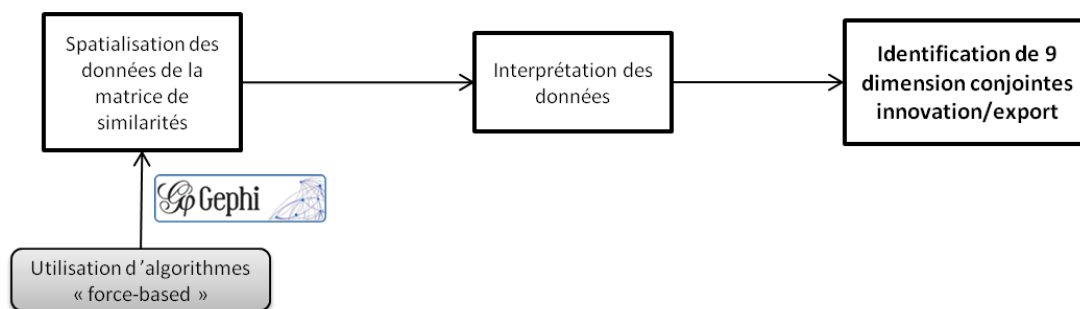 Spatialisation des
données de la
matrice de
similarités
Interprétation des
données
Identification de 9
dimension conjointes
innovation/export
Gephi
Utilisation d’algorithmes
« force-based »